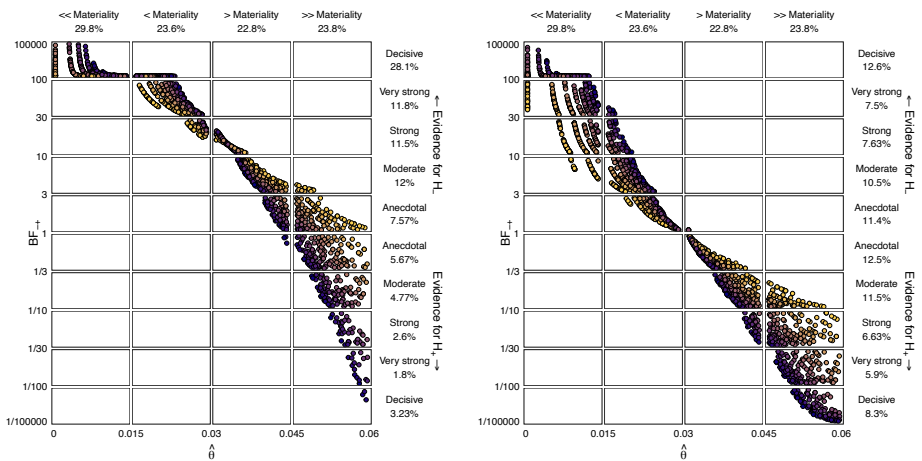 << Materiality < Materiality > Materiality >> Materiality
29.8% 23.6% 22.8% 23.8%
100000
Decisive
28.1%
100
Very strong
11.8%
30
Strong
11.5%
10
Moderate
12%
3
Anecdotal
7.57%
1
Anecdotal
5.67%
1/3
Moderate
4.77%
1/10
Strong
2.6%
1/30
Very strong
1.8%
1/100
Decisive
3.23%
1/100000
BF₋₊
Evidence for H₋ →
← Evidence for H₊
0 0.015 0.03 0.045 0.06
θ̂
<< Materiality < Materiality > Materiality >> Materiality
29.8% 23.6% 22.8% 23.8%
100000
Decisive
12.6%
100
Very strong
7.5%
30
Strong
7.63%
10
Moderate
10.5%
3
Anecdotal
11.4%
1
Anecdotal
12.5%
1/3
Moderate
11.5%
1/10
Strong
6.63%
1/30
Very strong
5.9%
1/100
Decisive
8.3%
1/100000
BF₋₊
Evidence for H₋ →
← Evidence for H₊
0 0.015 0.03 0.045 0.06
θ̂